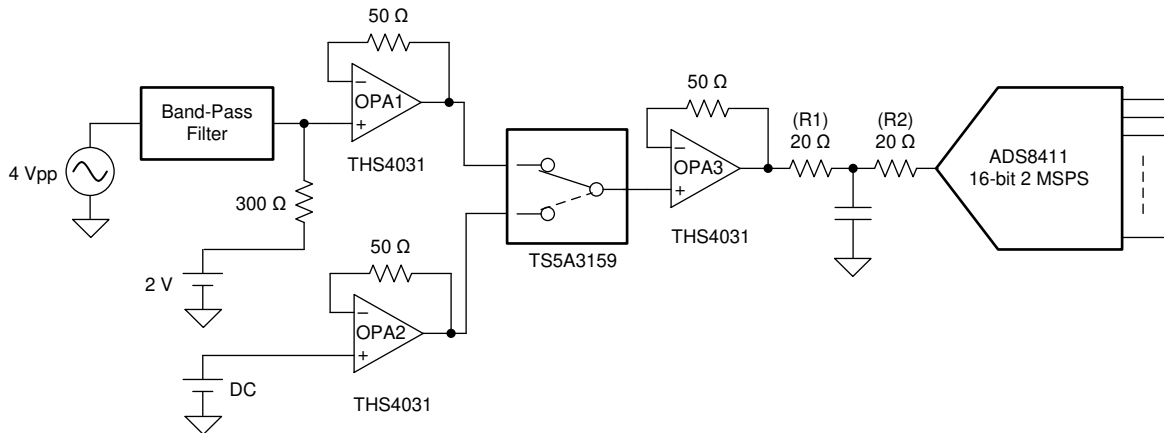 50 Ω
Band-Pass
Filter
−
OPA1
+
THS4031
4 Vpp
300 Ω
2 V
50 Ω
−
OPA2
+
DC
THS4031
TS5A3159
50 Ω
−
OPA3
+
THS4031
(R1)
20 Ω
(R2)
20 Ω
ADS8411
16-bit 2 MSPS